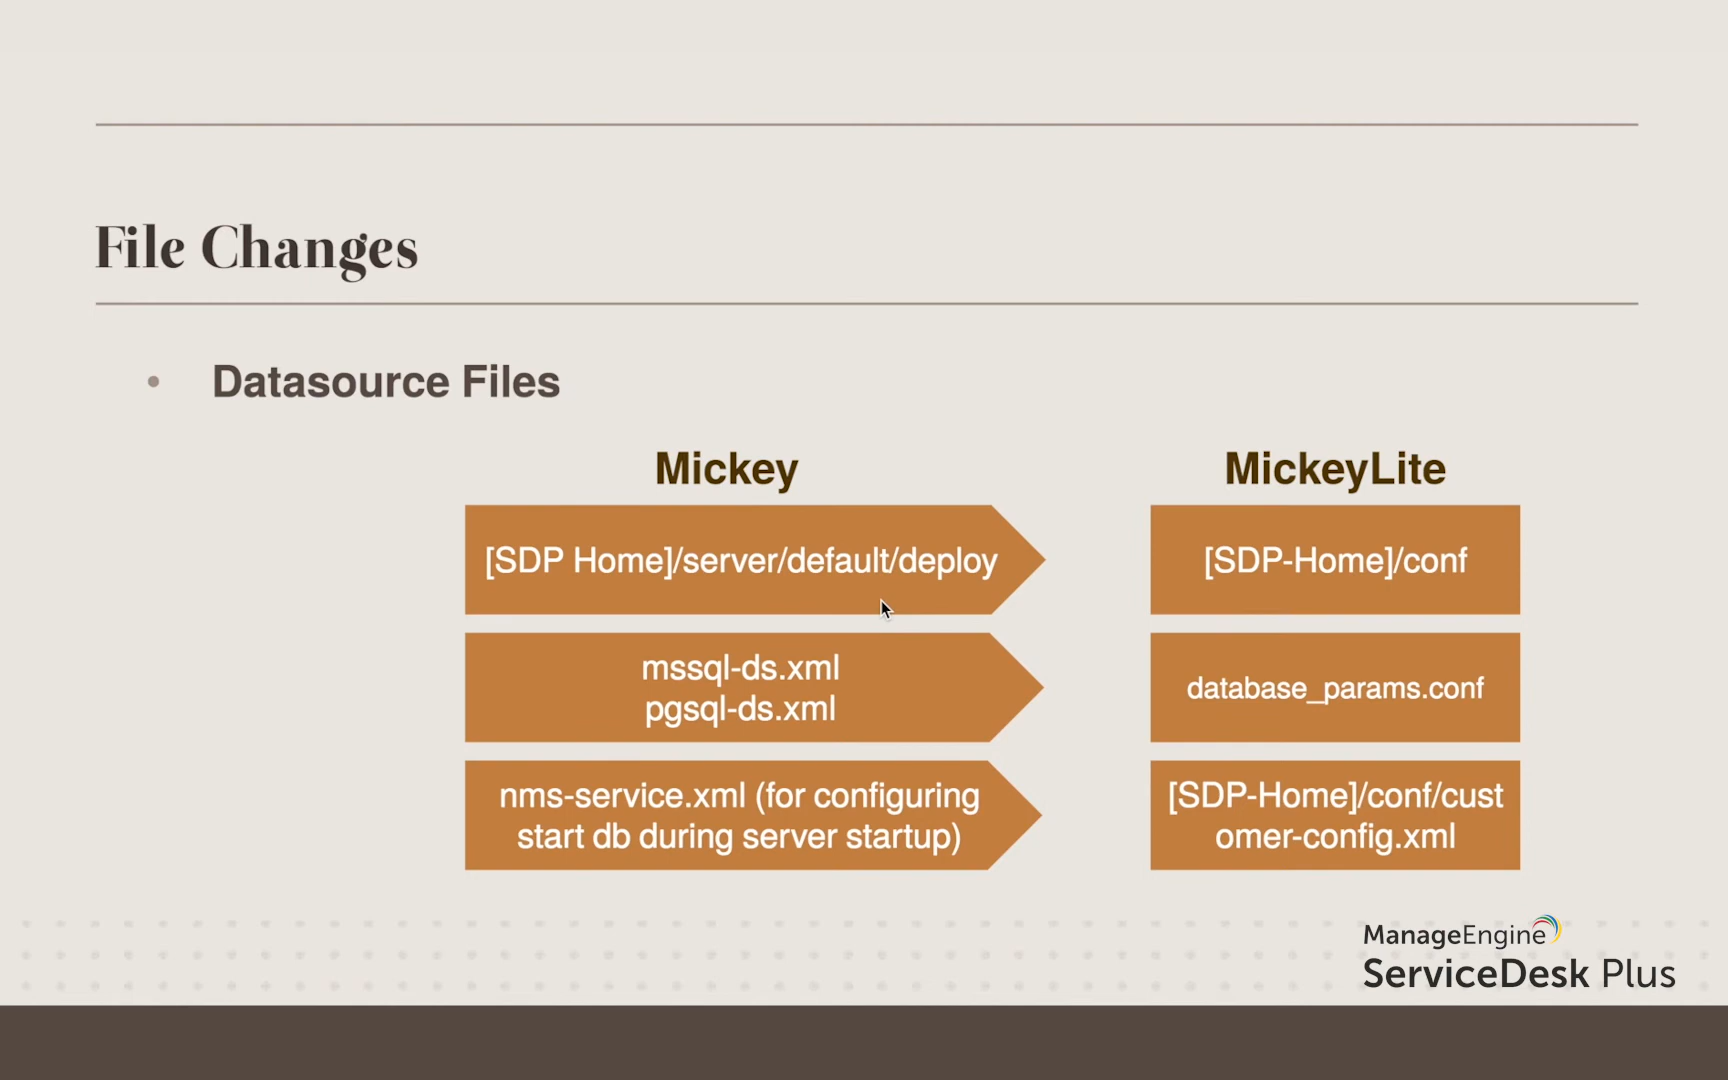 File Changes
• Datasource Files
Mickey
MickeyLite
[SDP Home]/server/default/deploy
[SDP-Home]/conf
mssql-ds.xml
pgsql-ds.xml
database_params.conf
nms-service.xml (for configuring
start db during server startup)
[SDP-Home]/conf/cust
omer-config.xml
ManageEngine
ServiceDesk Plus